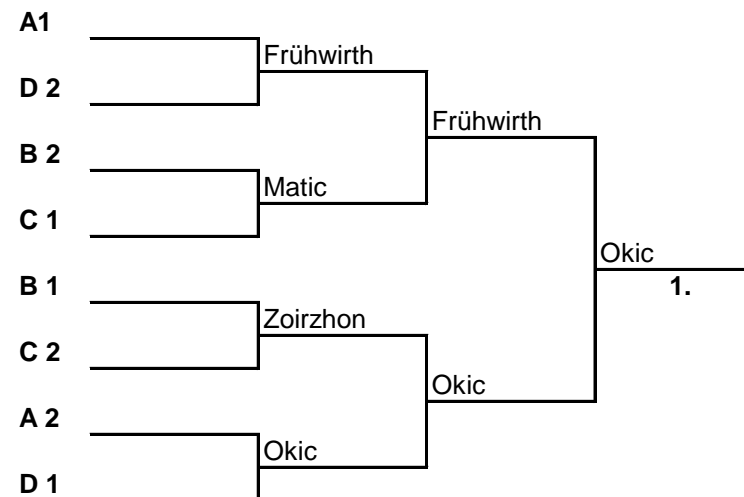 A1
Frühwirth
D 2
Frühwirth
B 2
Matic
C 1
Okic
1.
B 1
Zoirzhon
C 2
Okic
A 2
Okic
D 1